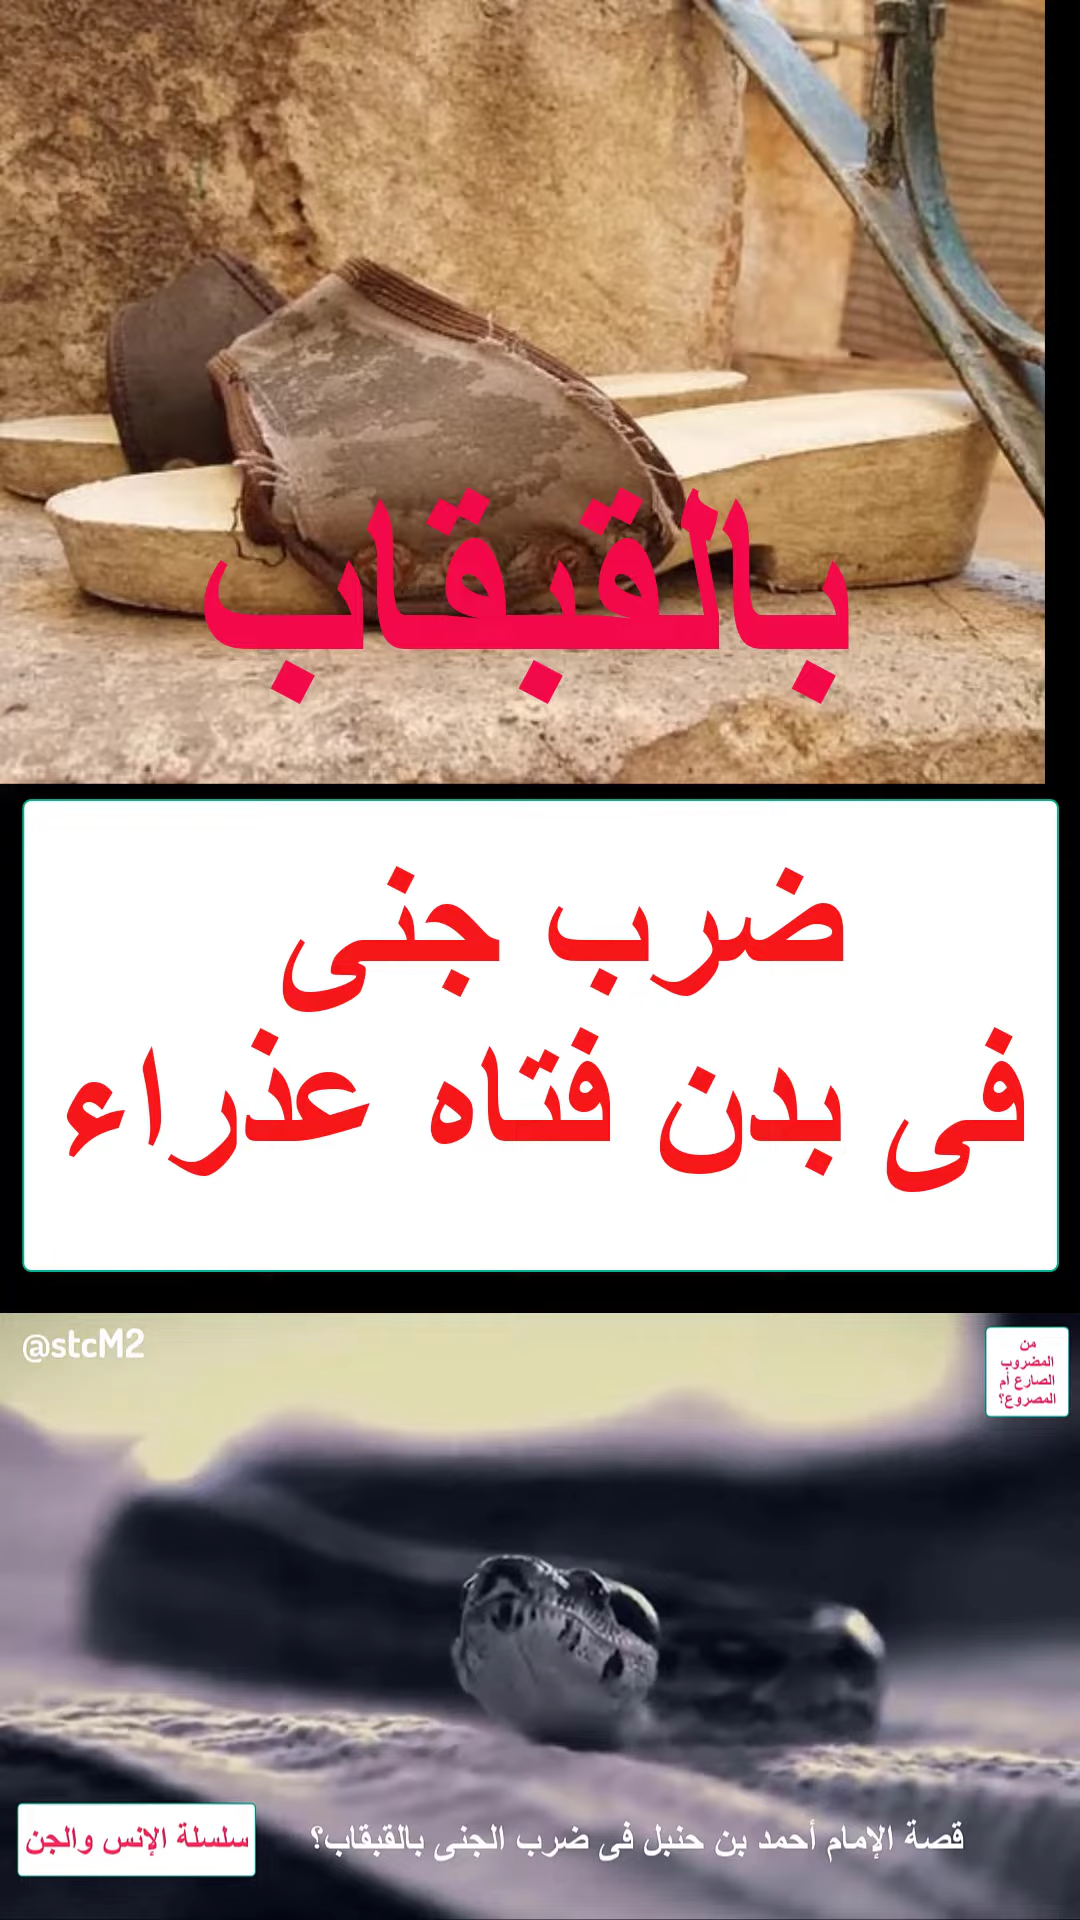 بالقبقاب
ضرب جنى
فى بدن فتاه عذراء
@stcM2
من
المضروب
الصارع أم
المصروع؟
قصة الإمام أحمد بن حنبل فى ضرب الجنى بالقبقاب؟
سلسلة الإنس والجن